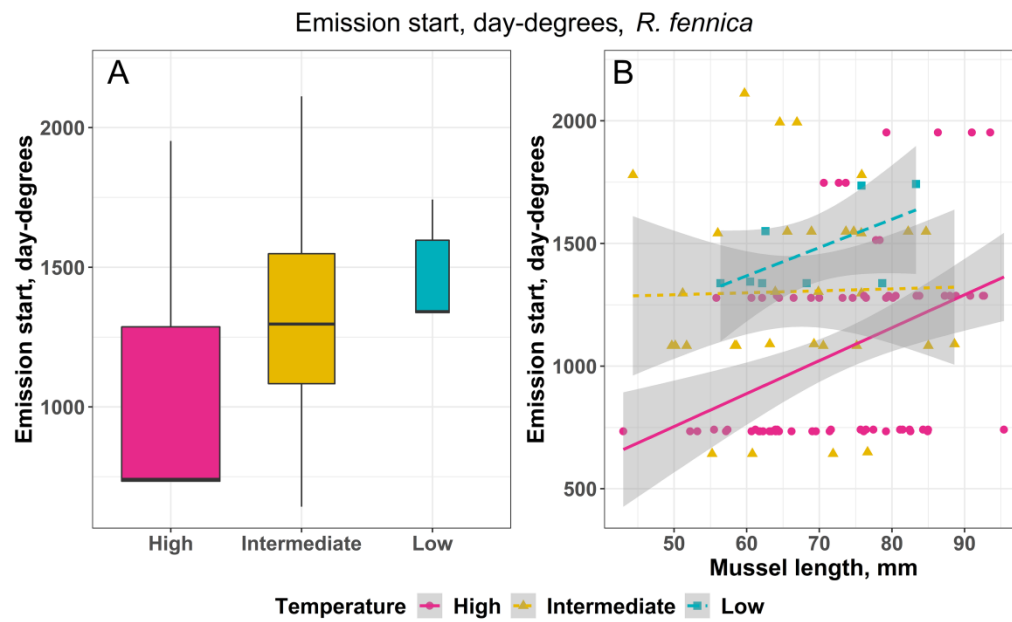 Emission start, day-degrees, R. fennica
A
Emission start, day-degrees
2000
1500
1000
High Intermediate Low
B
Emission start, day-degrees
2000
1500
1000
500
50 60 70 80 90
Mussel length, mm
Temperature High Intermediate Low